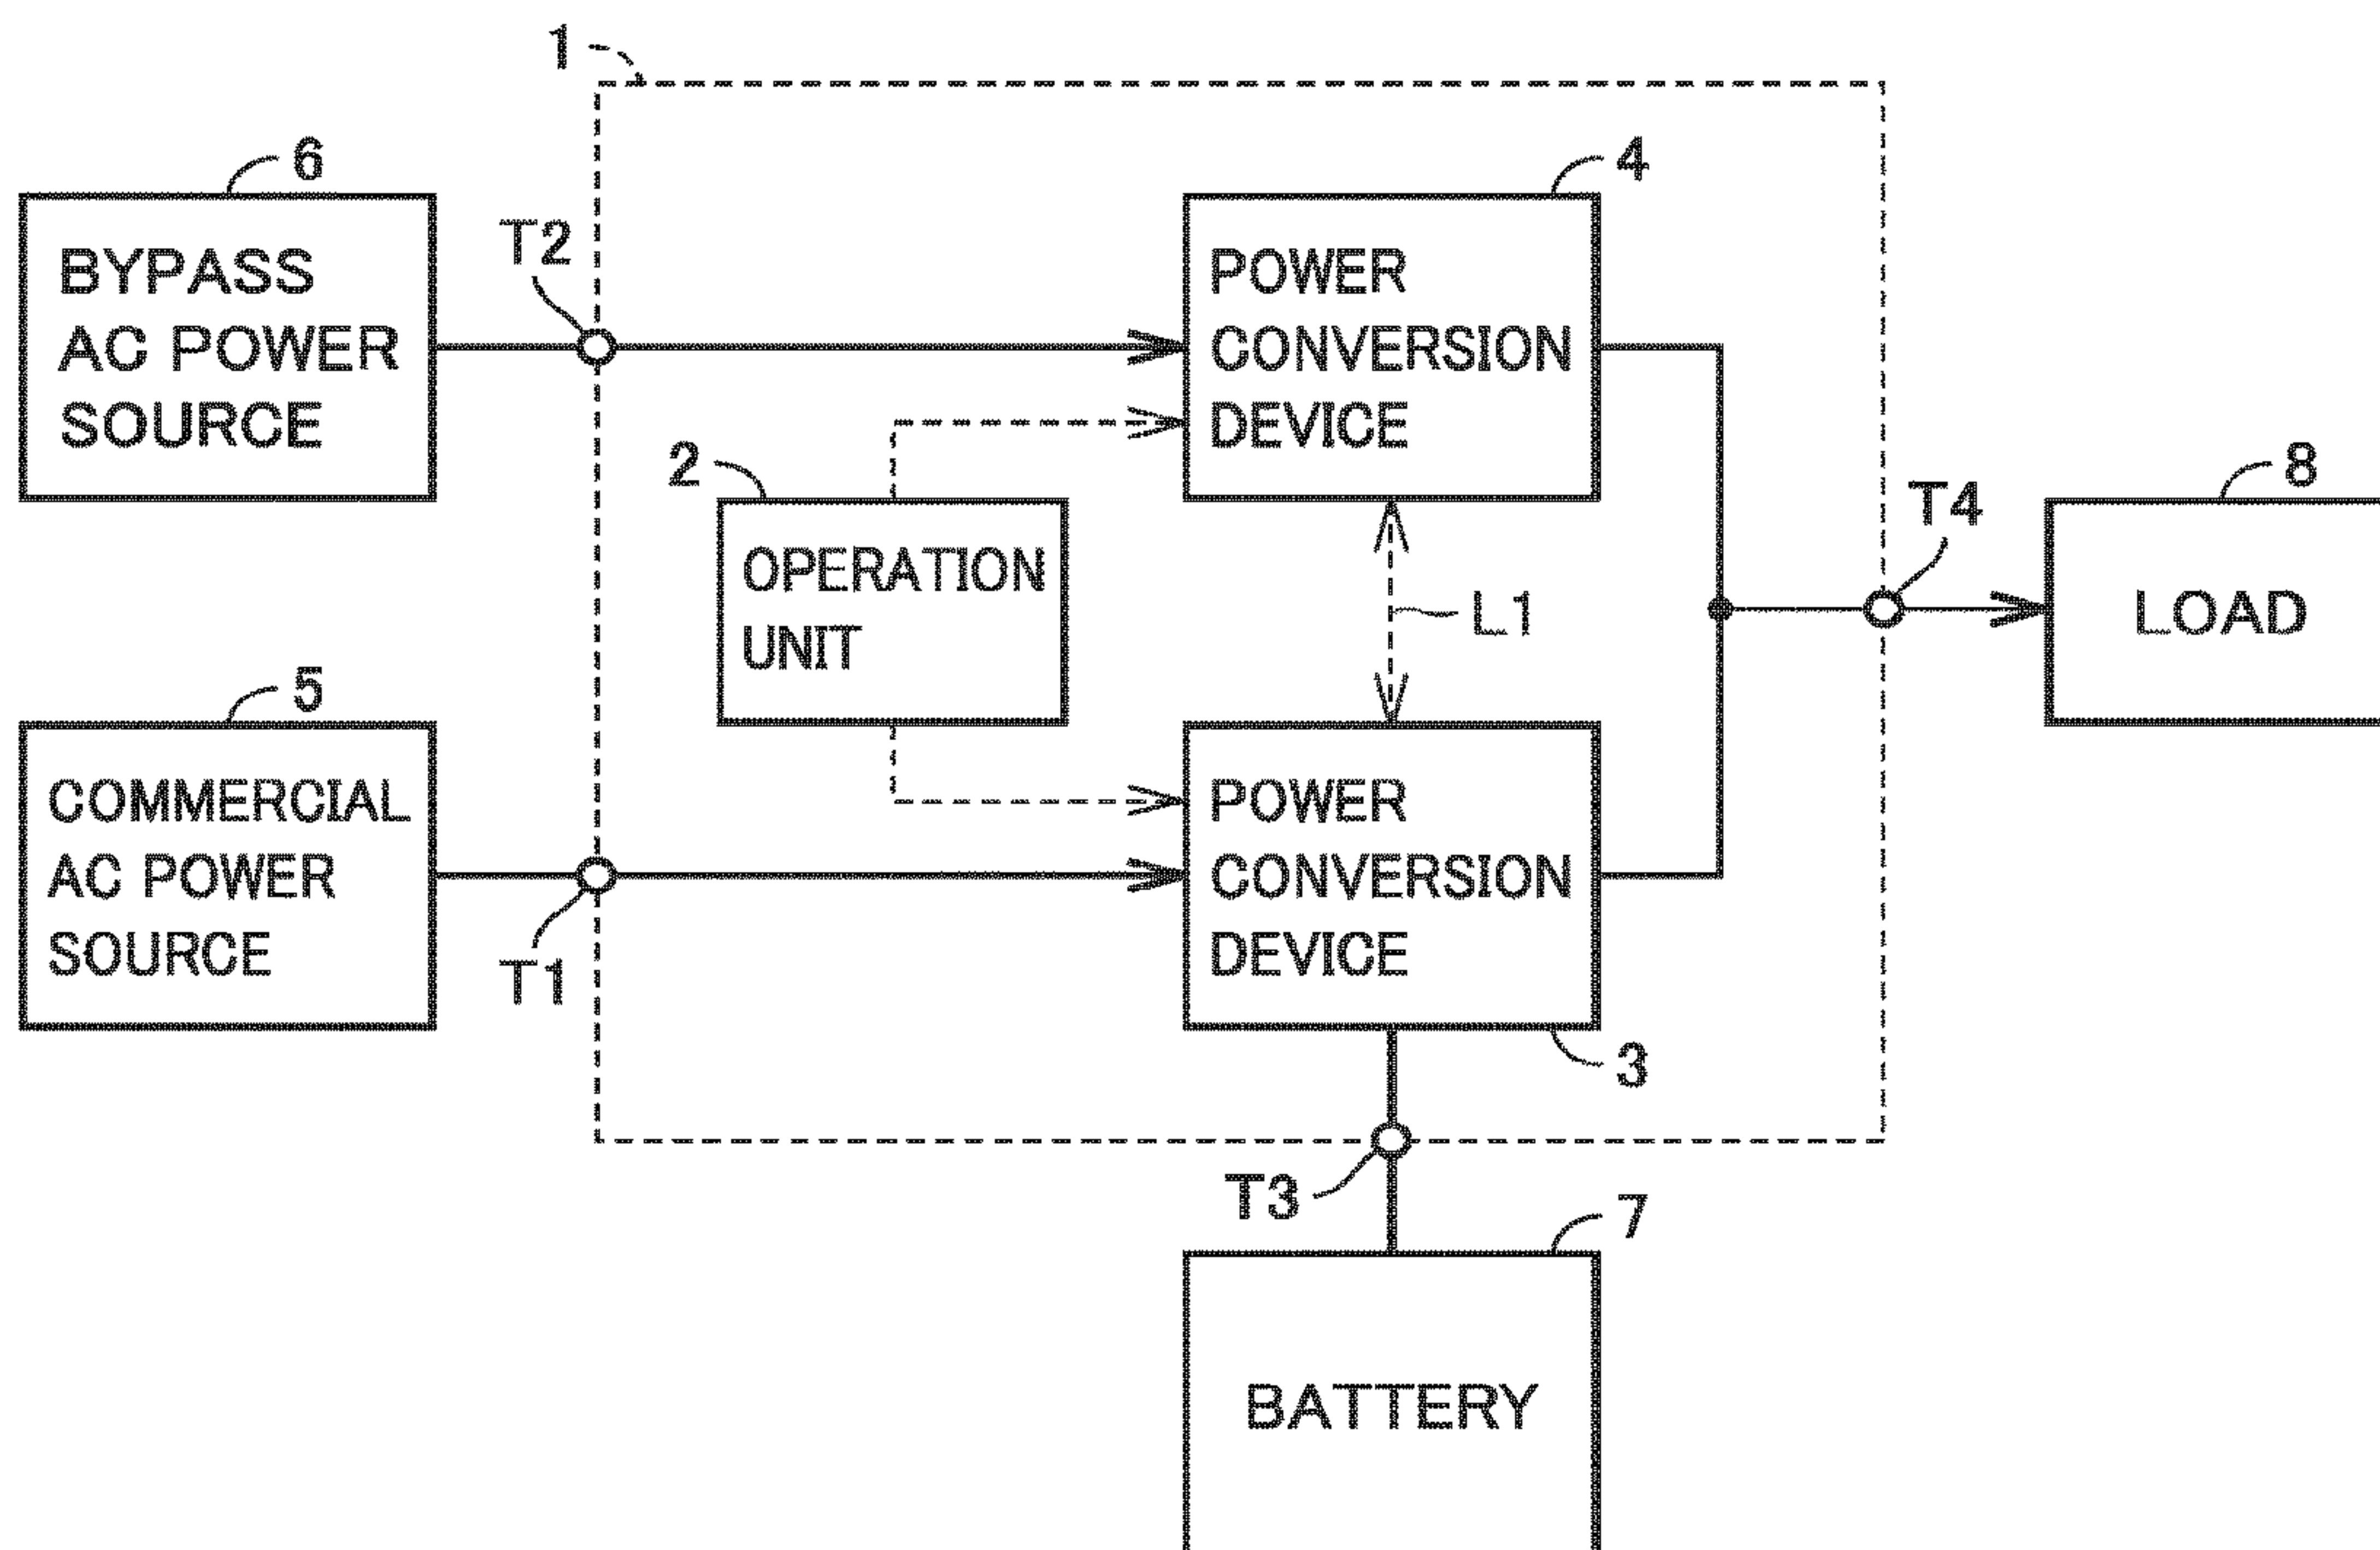 1
6
BYPASS
AC POWER
SOURCE
T2
4
POWER
CONVERSION
DEVICE
2
OPERATION
UNIT
L1
T4
8
LOAD
5
COMMERCIAL
AC POWER
SOURCE
T1
POWER
CONVERSION
DEVICE
3
T3
7
BATTERY